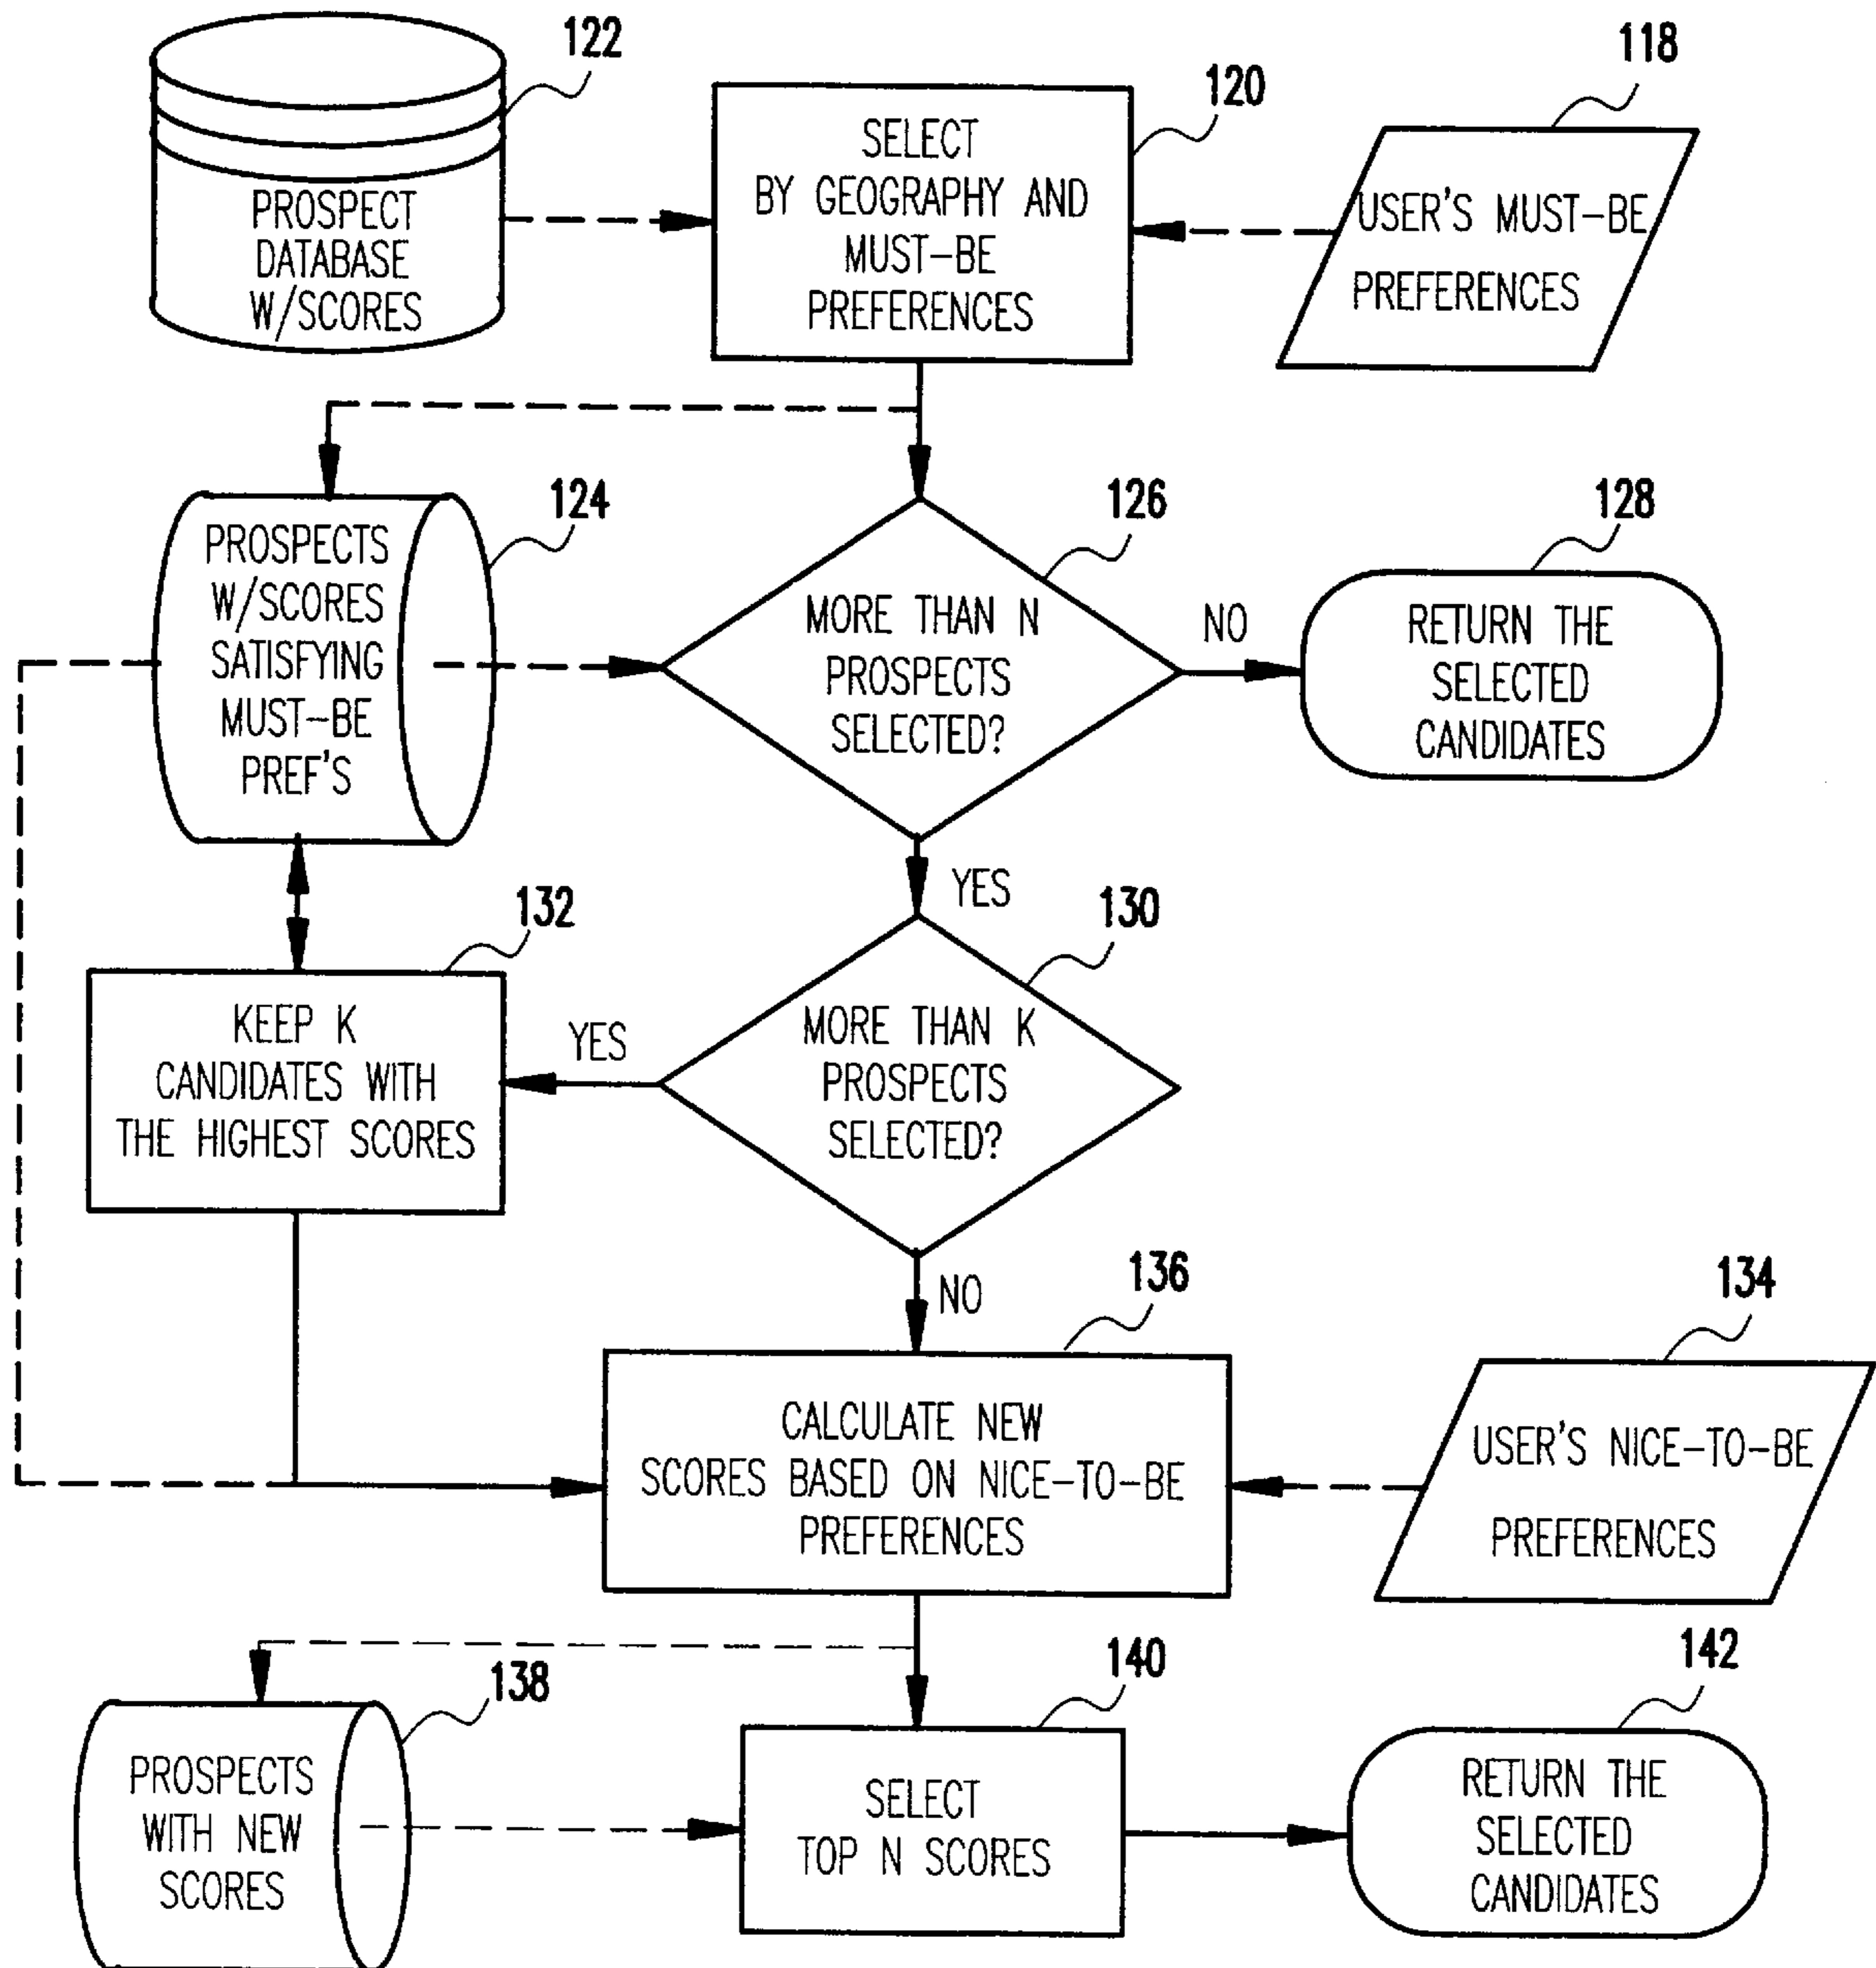 122
PROSPECT
DATABASE
W/SCORES
120
SELECT
BY GEOGRAPHY AND
MUST-BE
PREFERENCES
118
USER'S MUST-BE
PREFERENCES
124
PROSPECTS
W/SCORES
SATISFYING
MUST-BE
PREF'S
126
MORE THAN N
PROSPECTS
SELECTED?
NO
128
RETURN THE
SELECTED
CANDIDATES
YES
132
KEEP K
CANDIDATES WITH
THE HIGHEST SCORES
YES
130
MORE THAN K
PROSPECTS
SELECTED?
NO
136
CALCULATE NEW
SCORES BASED ON NICE-TO-BE
PREFERENCES
134
USER'S NICE-TO-BE
PREFERENCES
138
PROSPECTS
WITH NEW
SCORES
140
SELECT
TOP N SCORES
142
RETURN THE
SELECTED
CANDIDATES